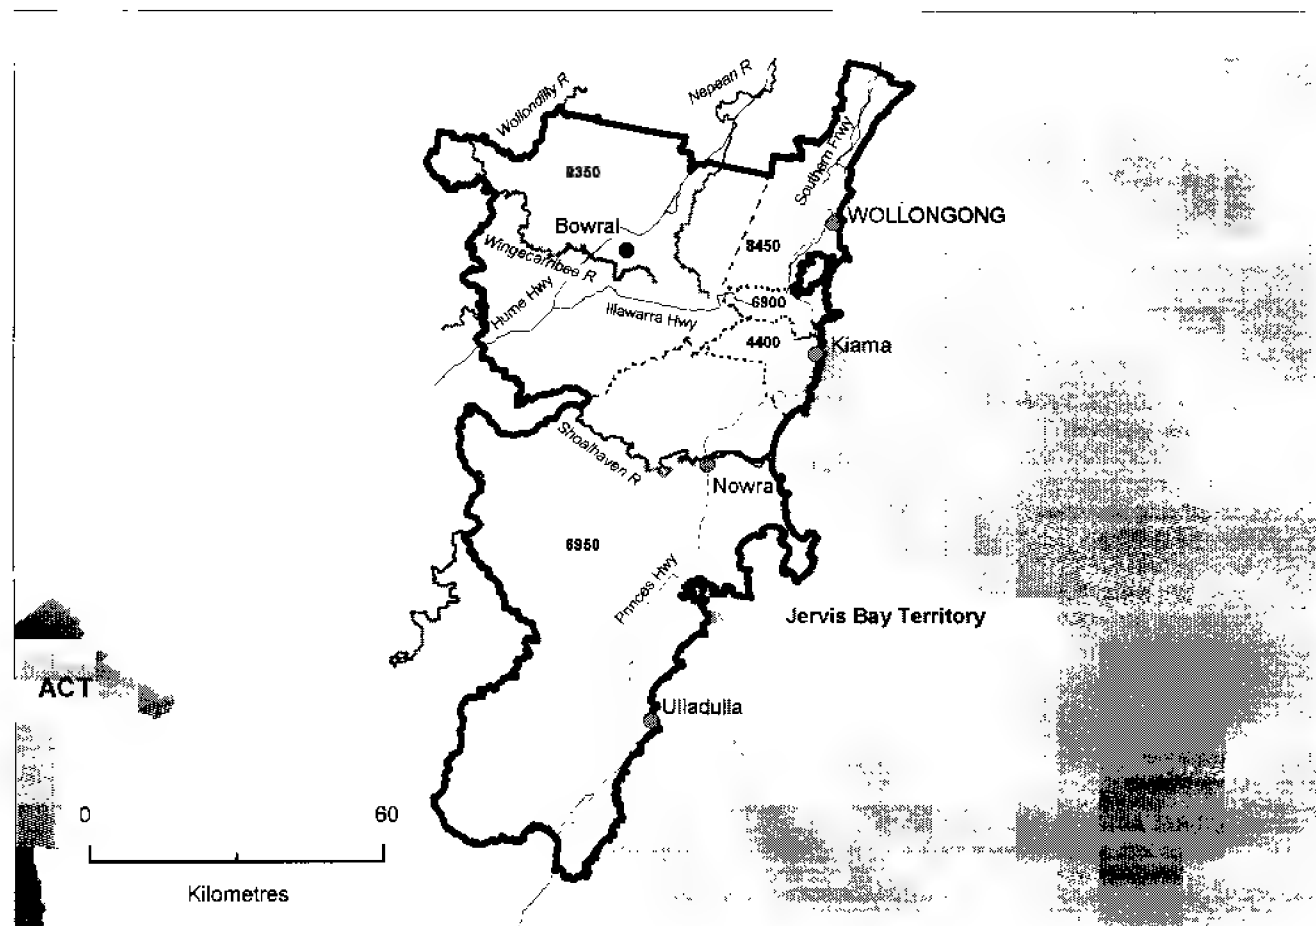 Wollondilly R
Nepean R
Southern Frwy
8350
WOLLONGONG
Bowral
8450
Wingecarribee R
Hume Hwy
6900
Illawarra Hwy
4400
Kiama
Shoalhaven R
Nowra
6950
Princes Hwy
Jervis Bay Territory
ACT
Ulladulla
0
60
Kilometres